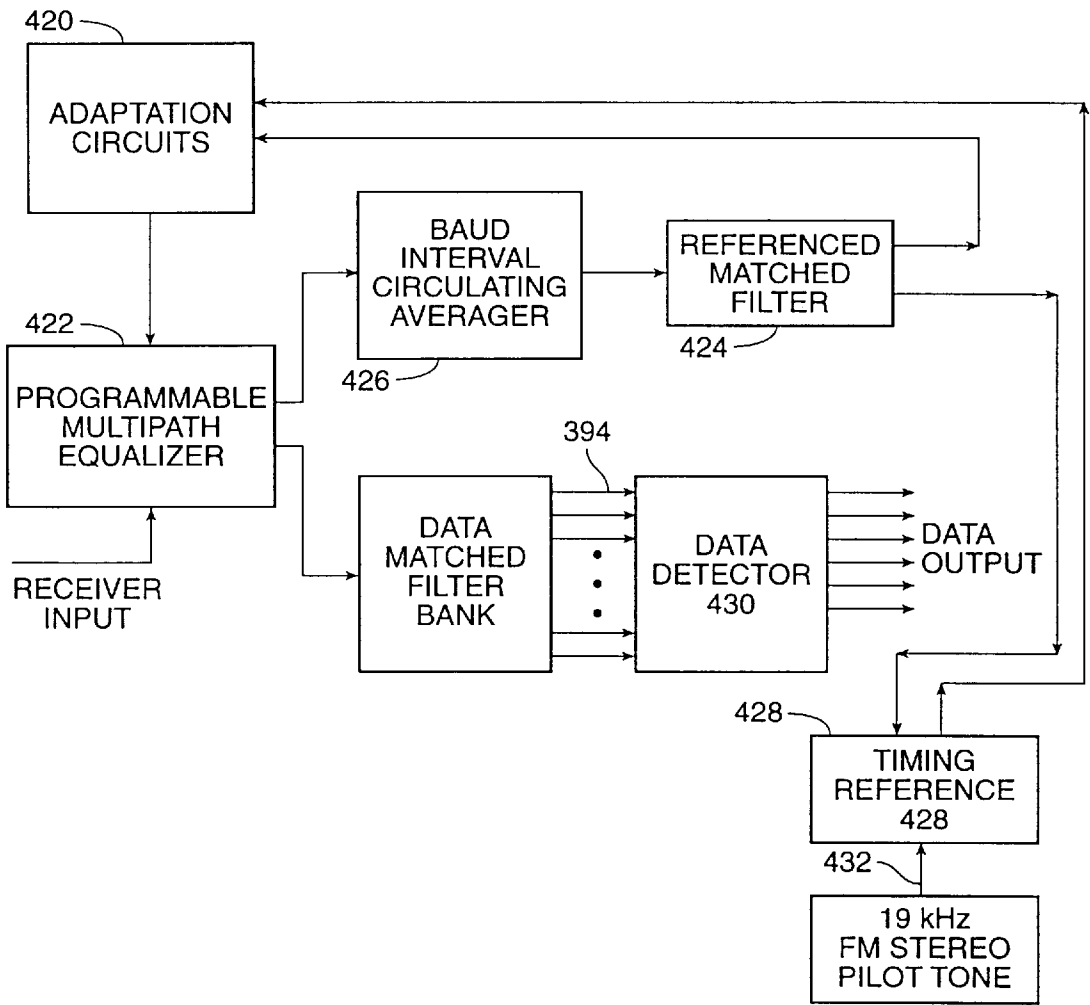 420
ADAPTATION
CIRCUITS
BAUD
INTERVAL
CIRCULATING
AVERAGER
426
REFERENCED
MATCHED
FILTER
424
422
PROGRAMMABLE
MULTIPATH
EQUALIZER
RECEIVER
INPUT
394
DATA
MATCHED
FILTER
BANK
DATA
DETECTOR
430
DATA
OUTPUT
428
TIMING
REFERENCE
428
432
19 kHz
FM STEREO
PILOT TONE